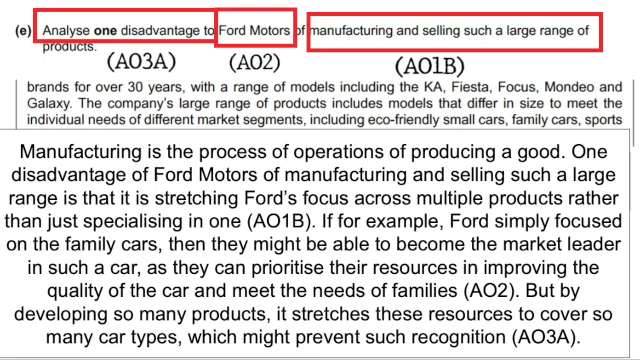 (e) Analyse one disadvantage to Ford Motors of manufacturing and selling such a large range of
products.
(AO3A) (AO2) (AO1B)
brands for over 30 years, with a range of models including the KA, Fiesta, Focus, Mondeo and
Galaxy. The company's large range of products includes models that differ in size to meet the
individual needs of different market segments, including eco-friendly small cars, family cars, sports
Manufacturing is the process of operations of producing a good. One
disadvantage of Ford Motors of manufacturing and selling such a large
range is that it is stretching Ford's focus across multiple products rather
than just specialising in one (AO1B). If for example, Ford simply focused
on the family cars, then they might be able to become the market leader
in such a car, as they can prioritise their resources in improving the
quality of the car and meet the needs of families (AO2). But by
developing so many products, it stretches these resources to cover so
many car types, which might prevent such recognition (AO3A).